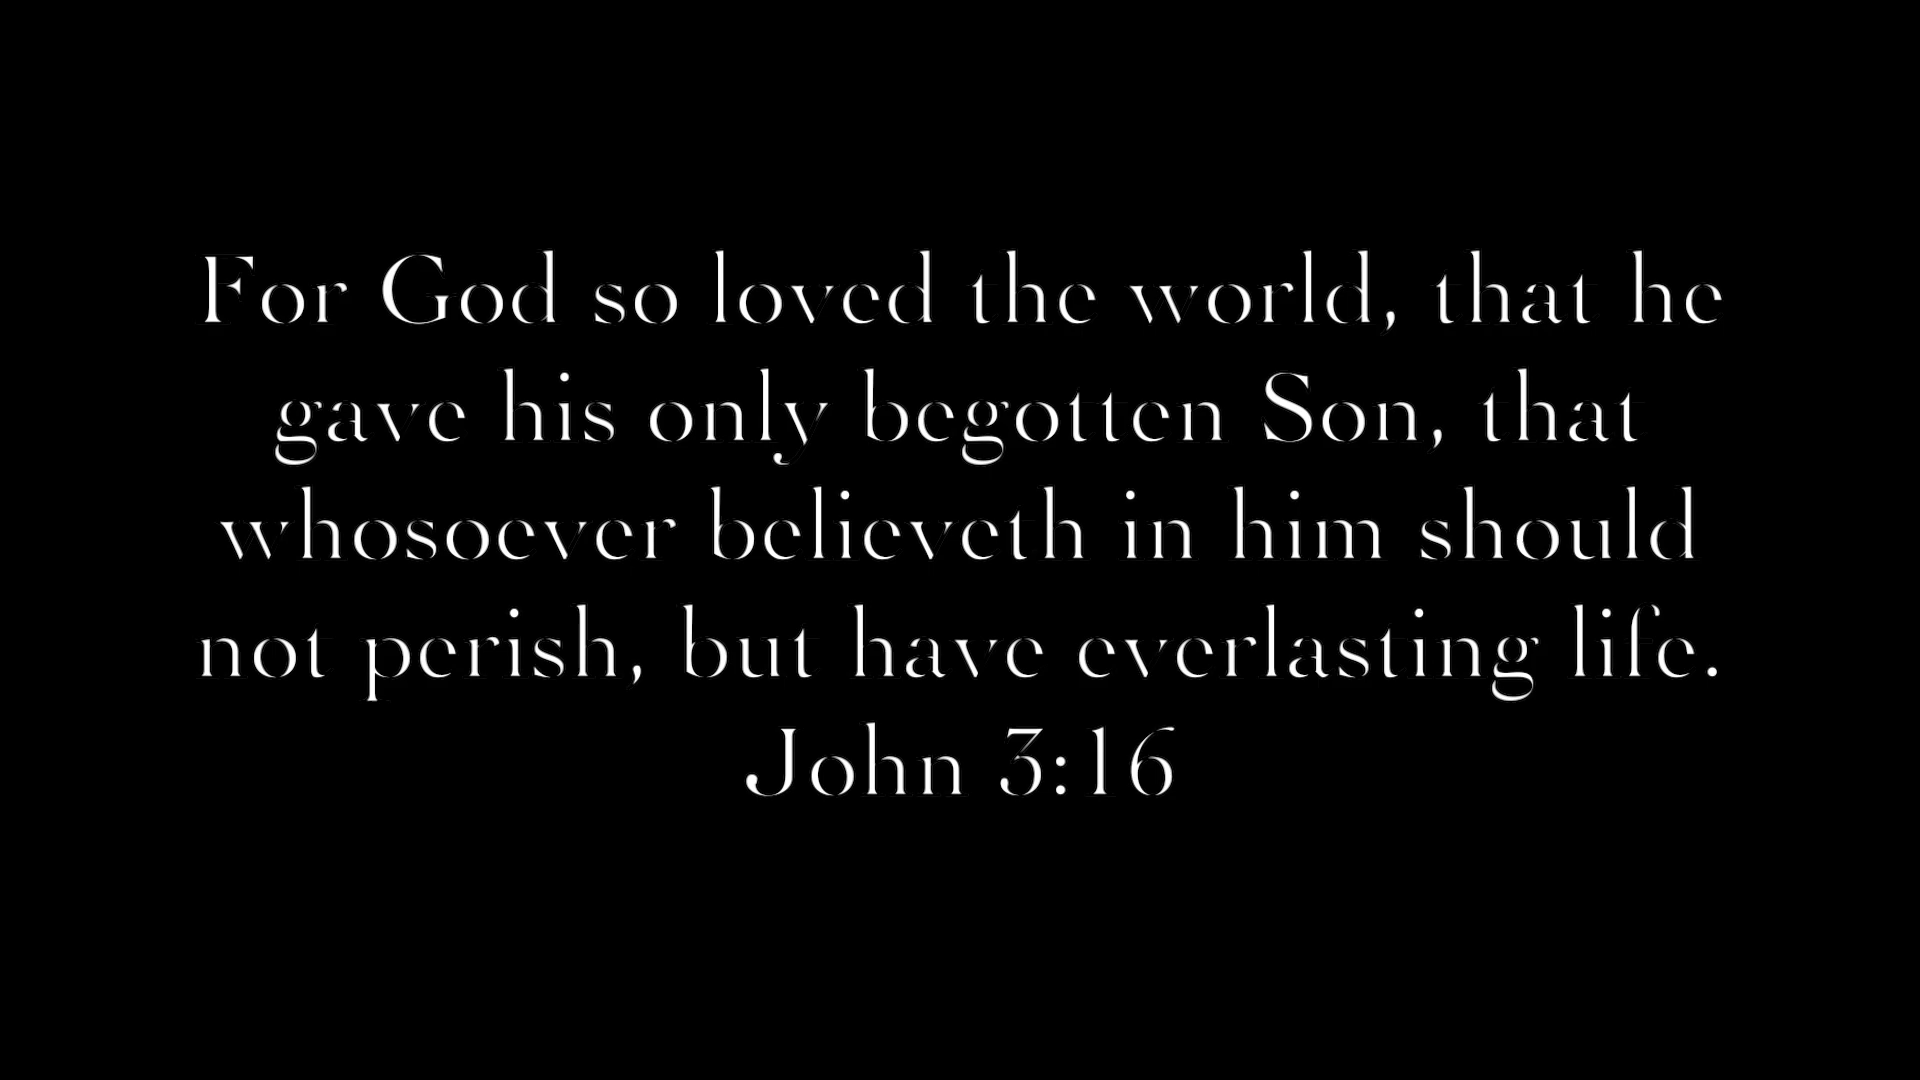 For God so loved the world, that he
gave his only begotten Son, that
whosoever believeth in him should
not perish, but have everlasting life.
John 3:16